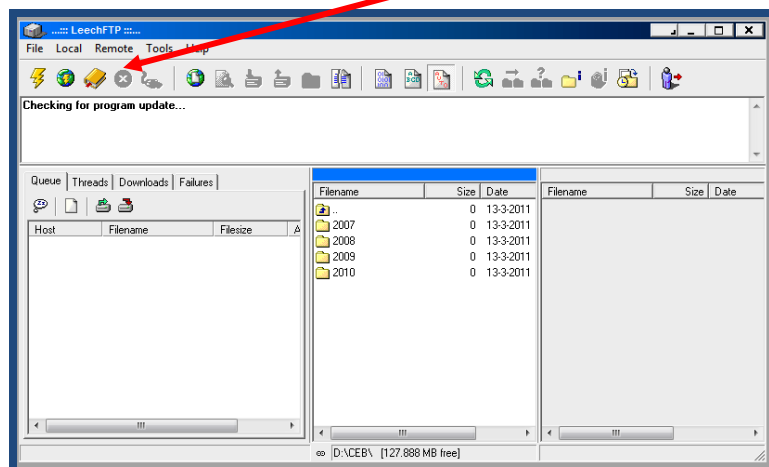 ...::: LeechFTP :::...
File Local Remote Tools Help
Checking for program update...
Queue Threads Downloads Failures
Host Filename Filesize
Filename Size Date
.. 0 13-3-2011
2007 0 13-3-2011
2008 0 13-3-2011
2009 0 13-3-2011
2010 0 13-3-2011
Filename Size Date
D:\CEB\ [127.888 MB free]